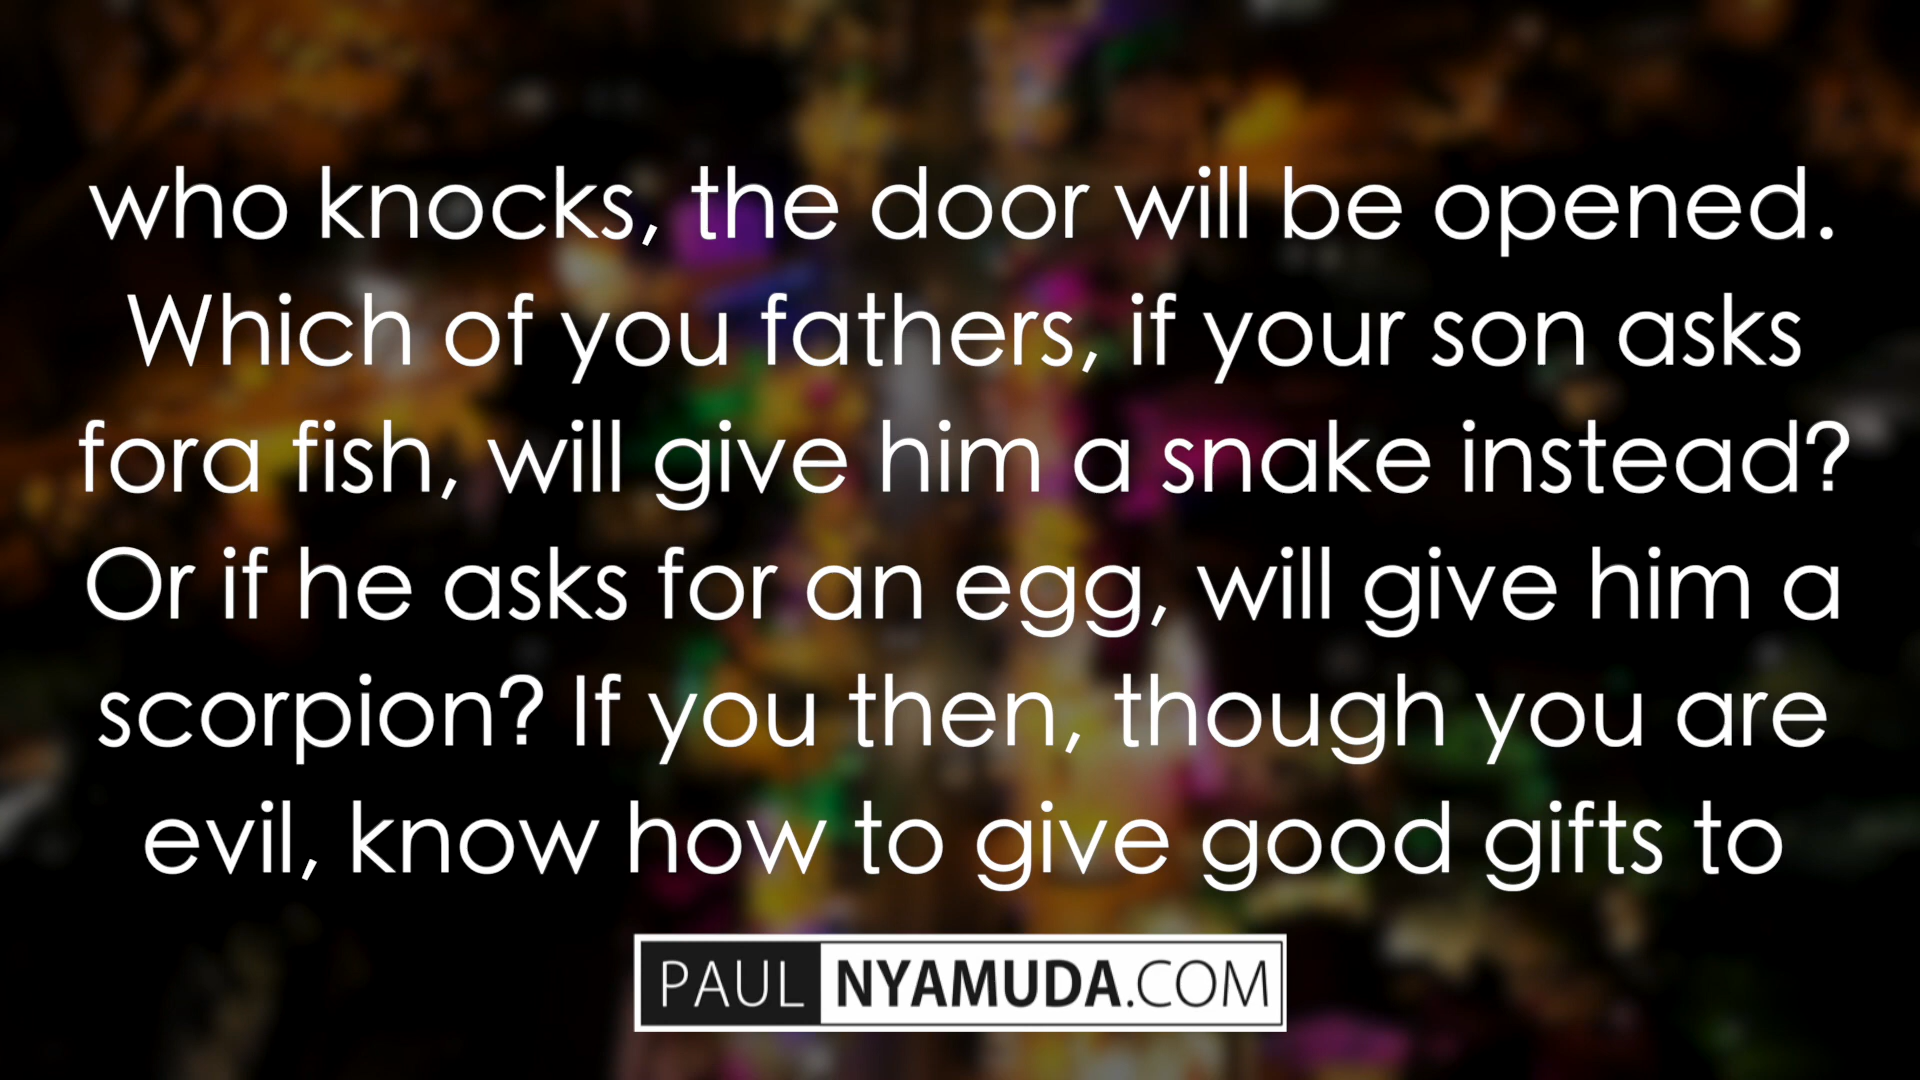 who knocks, the door will be opened.
Which of you fathers, if your son asks
fora fish, will give him a snake instead?
Or if he asks for an egg, will give him a
scorpion? If you then, though you are
evil, know how to give good gifts to
PAUL NYAMUDA.COM